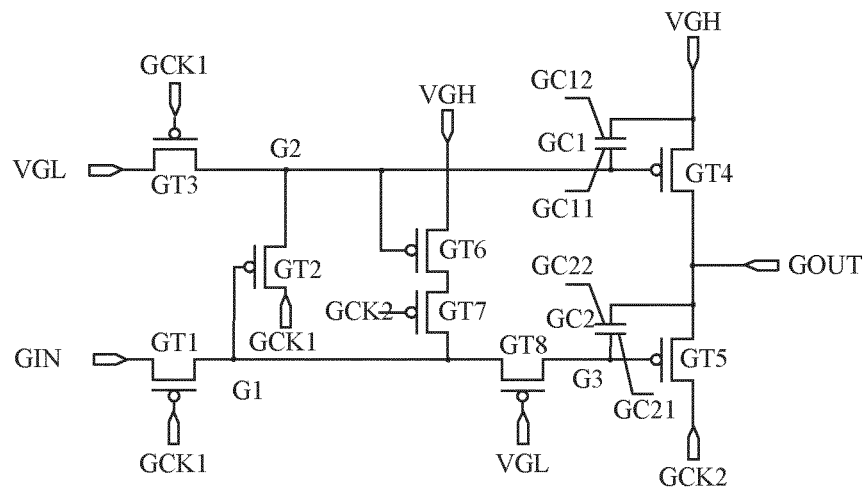 VGH
GCK1
GC12
VGH
G2
GC1
VGL
GT3
GT4
GC11
GT6
GT2
GC22
GOUT
GCK2
GT7
GC2
GCK1
GIN
GT1
GT8
GT5
G1
G3
GC21
GCK1
VGL
GCK2